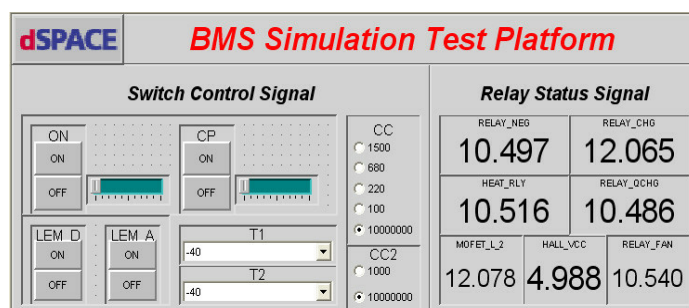 dSPACE
BMS Simulation Test Platform
Switch Control Signal
ON
ON
OFF
CP
ON
OFF
CC
1500
680
220
100
10000000
LEM_D
ON
OFF
LEM_A
ON
OFF
T1
-40
T2
-40
CC2
1000
10000000
Relay Status Signal
RELAY_NEG
10.497
RELAY_CHG
12.065
HEAT_RLY
10.516
RELAY_QCHG
10.486
MOFET_L_2
12.078
HALL_VCC
4.988
RELAY_FAN
10.540